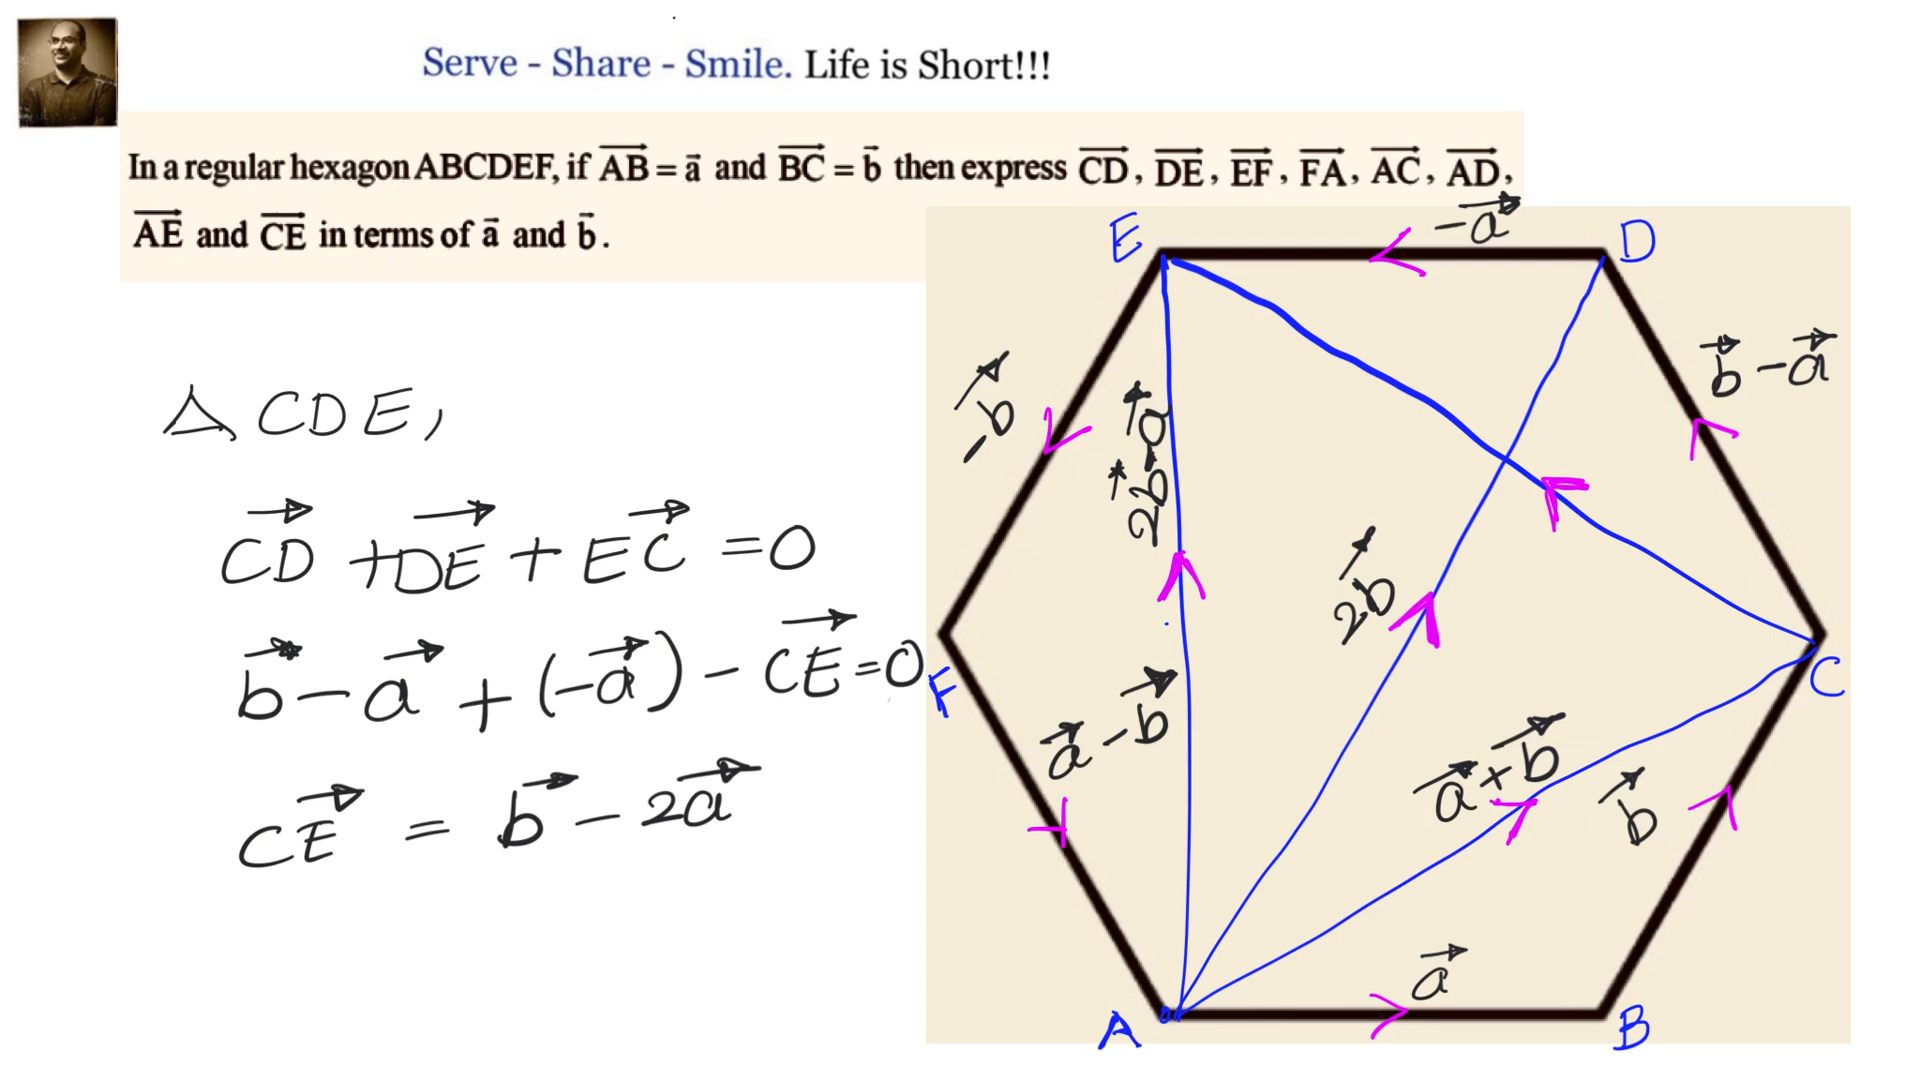 Serve - Share - Smile. Life is Short!!!
In a regular hexagon ABCDEF, if AB⃗ = a⃗ and BC⃗ = b⃗ then express CD⃗, DE⃗, EF⃗, FA⃗, AC⃗, AD⃗,
AE⃗ and CE⃗ in terms of a⃗ and b⃗.
△ CDE,
CD⃗ + DE⃗ + EC⃗ = 0
b⃗ - a⃗ + (-a⃗) - CE⃗ = 0
CE⃗ = b⃗ - 2a⃗
E
-a⃗
D
-b⃗
2b⃗-a⃗
b⃗ - a⃗
2b⃗
F
C
a⃗ - b⃗
a⃗ + b⃗
b⃗
a⃗
A
B